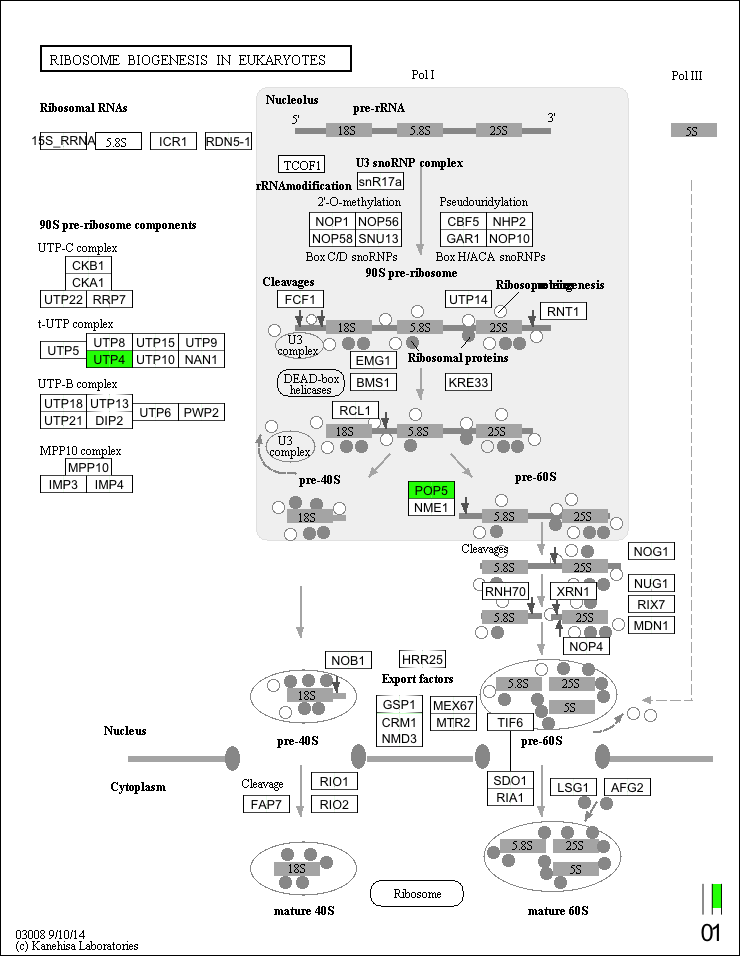 RIBOSOME BIOGENESIS IN EUKARYOTES
Pol I
Pol III
Ribosomal RNAs
15S_RRNA 5.8S ICR1 RDN5-1
Nucleolus
pre-rRNA
5' 3'
18S 5.8S 25S
5S
TCOF1
U3 snoRNP complex
snR17a
rRNAmodification
2'-O-methylation
Pseudouridylation
NOP1 NOP56
NOP58 SNU13
CBF5 NHP2
GAR1 NOP10
Box C/D snoRNPs
Box H/ACA snoRNPs
90S pre-ribosome components
UTP-C complex
CKB1
CKA1
UTP22 RRP7
t-UTP complex
UTP5
UTP8 UTP15 UTP9
UTP4 UTP10 NAN1
UTP-B complex
UTP18 UTP13
UTP21 DIP2
UTP6 PWP2
MPP10 complex
MPP10
IMP3 IMP4
90S pre-ribosome
Cleavages
FCF1
UTP14
RNT1
18S 5.8S 25S
U3
complex
Ribosomal proteins
EMG1
BMS1
DEAD-box
helicases
KRE33
RCL1
18S 5.8S 25S
U3
complex
pre-40S
pre-60S
POP5
NME1
18S
5.8S 25S
Cleavages
NOG1
5.8S 25S
RNH70 XRN1
NUG1
RIX7
MDN1
5.8S 25S
NOP4
NOB1
HRR25
Export factors
18S
GSP1
CRM1
NMD3
MEX67
MTR2
5.8S 25S
5S
TIF6
Nucleus
pre-40S
pre-60S
Cytoplasm
Cleavage
FAP7
RIO1
RIO2
SDO1
RIA1
LSG1 AFG2
18S
5.8S 25S
5S
Ribosome
mature 40S
mature 60S
01
03008 9/10/14
(c) Kanehisa Laboratories